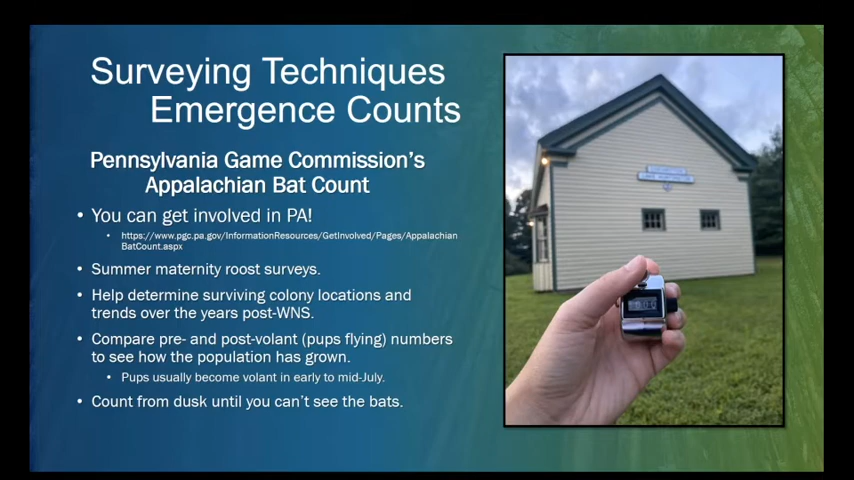 Surveying Techniques
Emergence Counts
Pennsylvania Game Commission's
Appalachian Bat Count
• You can get involved in PA!
• https://www.pgc.pa.gov/InformationResources/GetInvolved/Pages/Appalachian
BatCount.aspx
• Summer maternity roost surveys.
• Help determine surviving colony locations and
trends over the years post-WNS.
• Compare pre- and post-volant (pups flying) numbers
to see how the population has grown.
• Pups usually become volant in early to mid-July.
• Count from dusk until you can't see the bats.